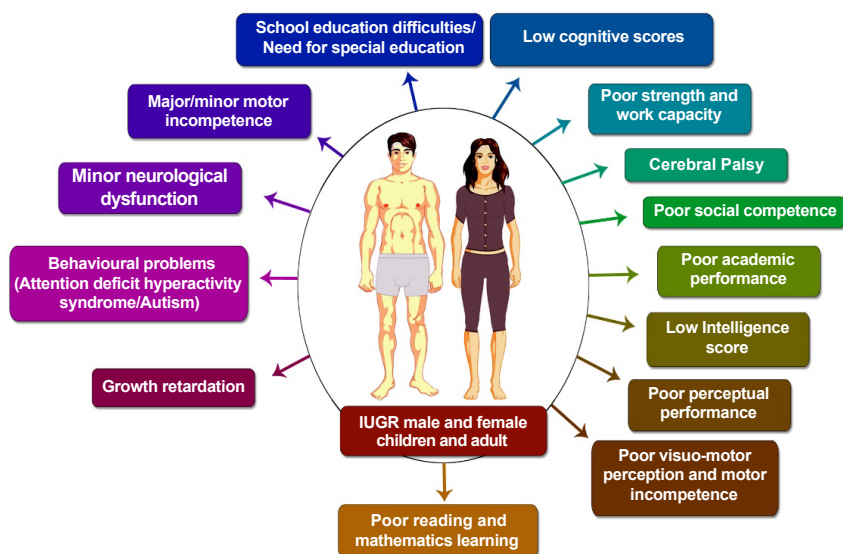 School education difficulties/
Need for special education
Low cognitive scores
Major/minor motor
incompetence
Poor strength and
work capacity
Minor neurological
dysfunction
Cerebral Palsy
Poor social competence
Behavioural problems
(Attention deficit hyperactivity
syndrome/Autism)
Poor academic
performance
Low Intelligence
score
Growth retardation
Poor perceptual
performance
IUGR male and female
children and adult
Poor visuo-motor
perception and motor
incompetence
Poor reading and
mathematics learning